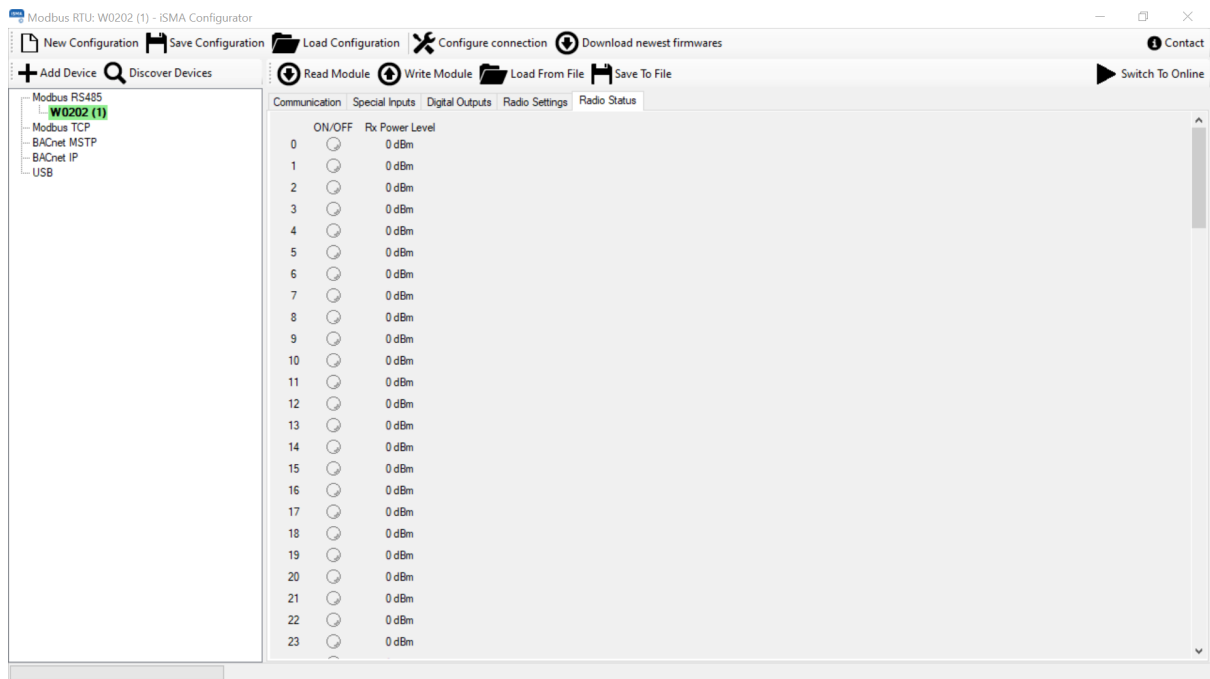 Modbus RTU: W0202 (1) - iSMA Configurator
New Configuration Save Configuration Load Configuration Configure connection Download newest firmwares Contact
Add Device Discover Devices Read Module Write Module Load From File Save To File Switch To Online
Modbus RS485
W0202 (1)
Modbus TCP
BACnet MSTP
BACnet IP
USB
Communication Special Inputs Digital Outputs Radio Settings Radio Status
ON/OFF Rx Power Level
0 0 dBm
1 0 dBm
2 0 dBm
3 0 dBm
4 0 dBm
5 0 dBm
6 0 dBm
7 0 dBm
8 0 dBm
9 0 dBm
10 0 dBm
11 0 dBm
12 0 dBm
13 0 dBm
14 0 dBm
15 0 dBm
16 0 dBm
17 0 dBm
18 0 dBm
19 0 dBm
20 0 dBm
21 0 dBm
22 0 dBm
23 0 dBm